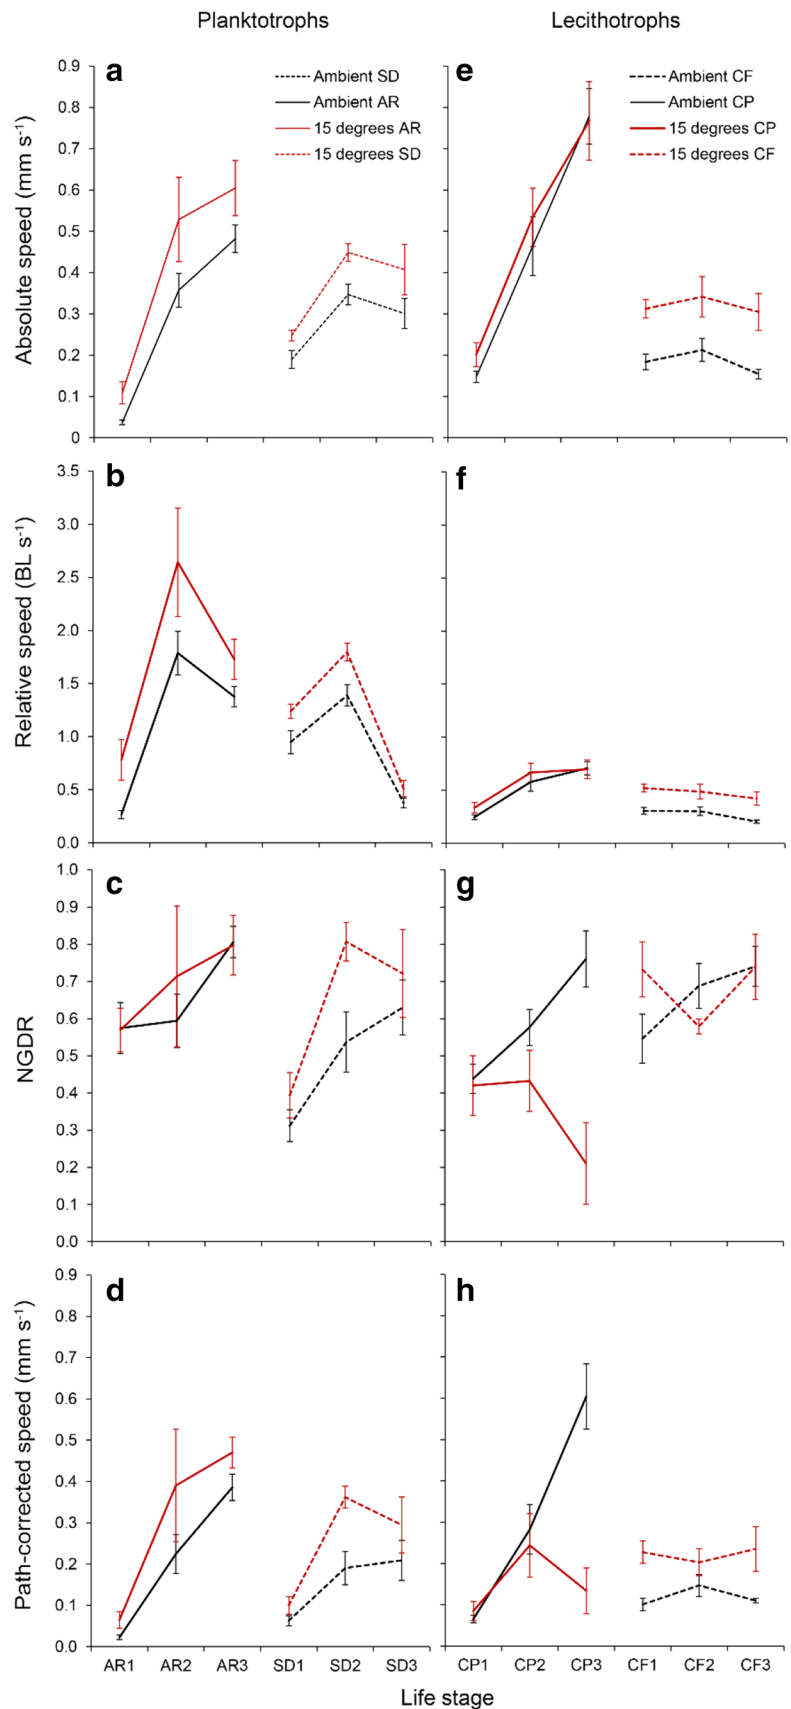 Planktotrophs
Lecithotrophs
a
Ambient SD
Ambient AR
15 degrees AR
15 degrees SD
Absolute speed (mm s⁻¹)
0.9
0.8
0.7
0.6
0.5
0.4
0.3
0.2
0.1
0
e
Ambient CF
Ambient CP
15 degrees CP
15 degrees CF
b
Relative speed (BL s⁻¹)
3.5
3.0
2.5
2.0
1.5
1.0
0.5
0.0
f
c
NGDR
1.0
0.9
0.8
0.7
0.6
0.5
0.4
0.3
0.2
0.1
0.0
g
d
Path-corrected speed (mm s⁻¹)
0.9
0.8
0.7
0.6
0.5
0.4
0.3
0.2
0.1
0.0
h
AR1 AR2 AR3 SD1 SD2 SD3 CP1 CP2 CP3 CF1 CF2 CF3
Life stage